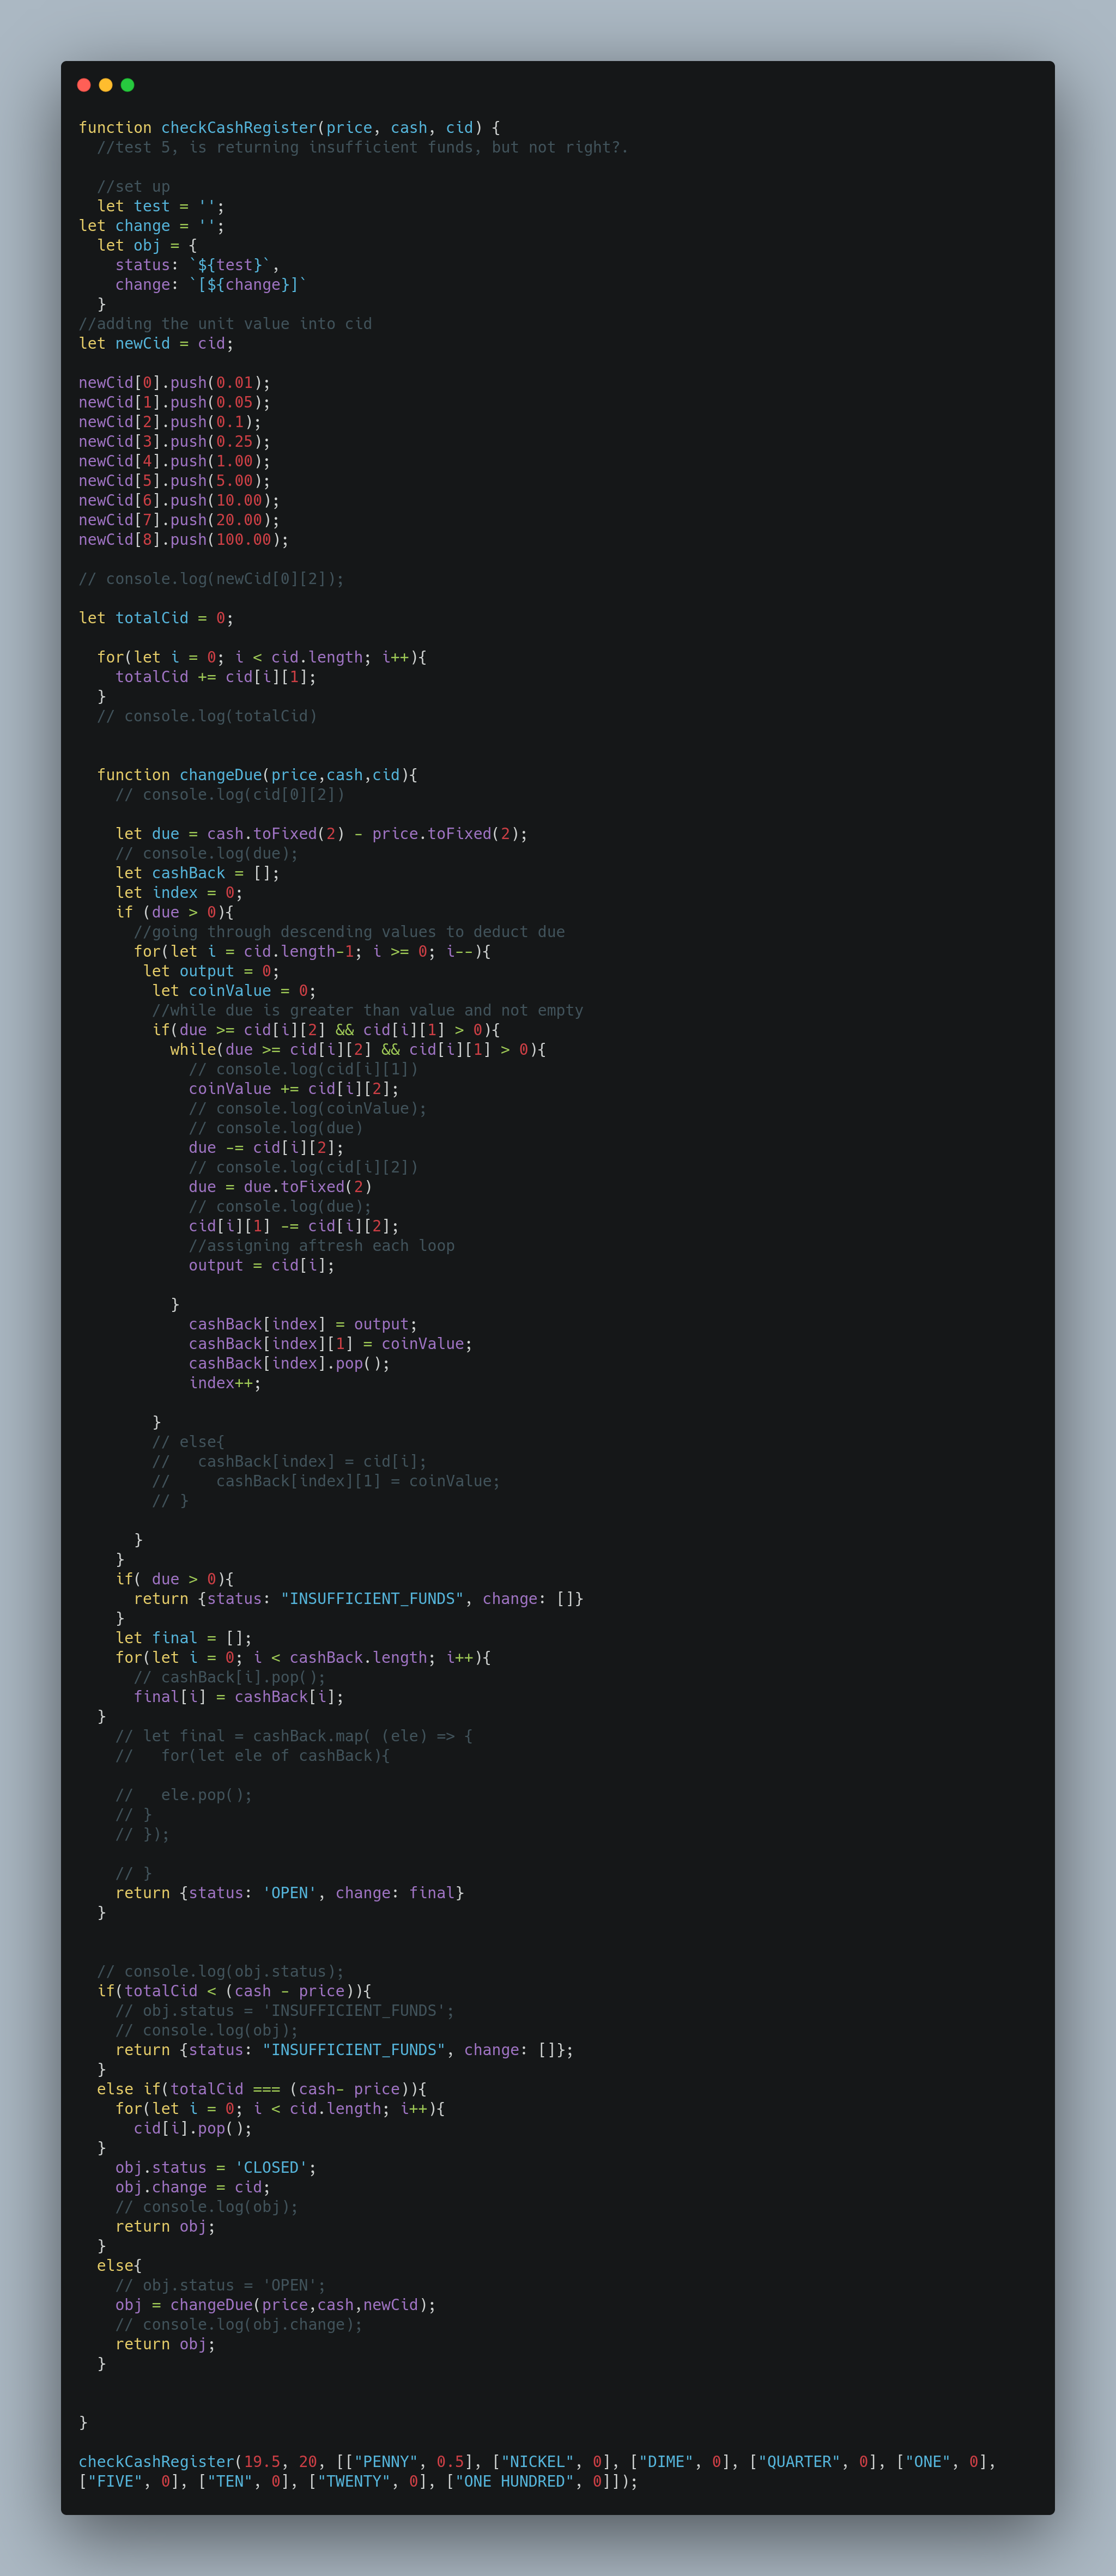 function checkCashRegister(price, cash, cid) {
  //test 5, is returning insufficient funds, but not right?.

  //set up
  let test = '';
let change = '';
  let obj = {
    status: `${test}`,
    change: `[${change}]`
  }
//adding the unit value into cid
let newCid = cid;

newCid[0].push(0.01);
newCid[1].push(0.05);
newCid[2].push(0.1);
newCid[3].push(0.25);
newCid[4].push(1.00);
newCid[5].push(5.00);
newCid[6].push(10.00);
newCid[7].push(20.00);
newCid[8].push(100.00);

// console.log(newCid[0][2]);

let totalCid = 0;

  for(let i = 0; i < cid.length; i++){
    totalCid += cid[i][1];
  }
  // console.log(totalCid)


  function changeDue(price,cash,cid){
    // console.log(cid[0][2])

    let due = cash.toFixed(2) - price.toFixed(2);
    // console.log(due);
    let cashBack = [];
    let index = 0;
    if (due > 0){
      //going through descending values to deduct due
      for(let i = cid.length-1; i >= 0; i--){
       let output = 0;
        let coinValue = 0;
        //while due is greater than value and not empty
        if(due >= cid[i][2] && cid[i][1] > 0){
          while(due >= cid[i][2] && cid[i][1] > 0){
            // console.log(cid[i][1])
            coinValue += cid[i][2];
            // console.log(coinValue);
            // console.log(due)
            due -= cid[i][2];
            // console.log(cid[i][2])
            due = due.toFixed(2)
            // console.log(due);
            cid[i][1] -= cid[i][2];
            //assigning aftresh each loop
            output = cid[i];

          }
            cashBack[index] = output;
            cashBack[index][1] = coinValue;
            cashBack[index].pop();
            index++;

        }
        // else{
        //   cashBack[index] = cid[i];
        //     cashBack[index][1] = coinValue;
        // }

      }
    }
    if( due > 0){
      return {status: "INSUFFICIENT_FUNDS", change: []}
    }
    let final = [];
    for(let i = 0; i < cashBack.length; i++){
      // cashBack[i].pop();
      final[i] = cashBack[i];
  }
    // let final = cashBack.map( (ele) => {
    //   for(let ele of cashBack){

    //   ele.pop();
    // }
    // });

    // }
    return {status: 'OPEN', change: final}
  }


  // console.log(obj.status);
  if(totalCid < (cash - price)){
    // obj.status = 'INSUFFICIENT_FUNDS';
    // console.log(obj);
    return {status: "INSUFFICIENT_FUNDS", change: []};
  }
  else if(totalCid === (cash- price)){
    for(let i = 0; i < cid.length; i++){
      cid[i].pop();
  }
    obj.status = 'CLOSED';
    obj.change = cid;
    // console.log(obj);
    return obj;
  }
  else{
    // obj.status = 'OPEN';
    obj = changeDue(price,cash,newCid);
    // console.log(obj.change);
    return obj;
  }


}

checkCashRegister(19.5, 20, [["PENNY", 0.5], ["NICKEL", 0], ["DIME", 0], ["QUARTER", 0], ["ONE", 0],
["FIVE", 0], ["TEN", 0], ["TWENTY", 0], ["ONE HUNDRED", 0]]);